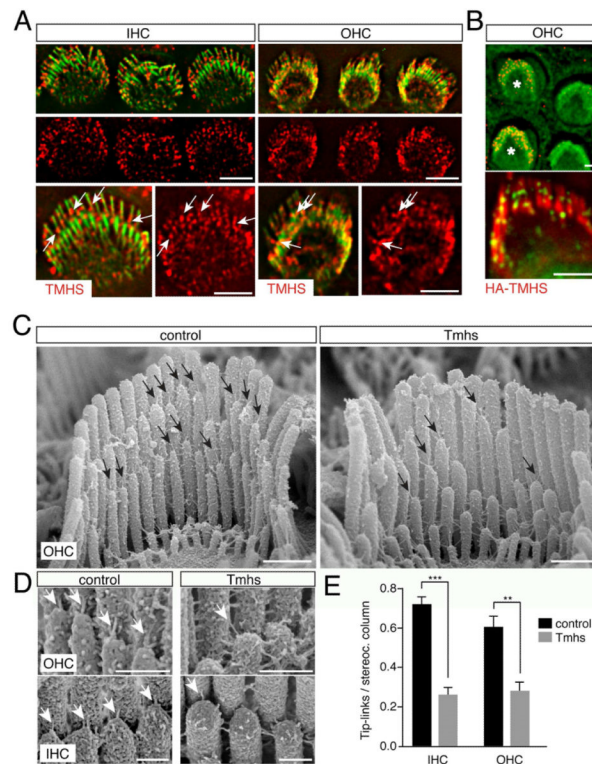 A
IHC
OHC
TMHS
TMHS
B
OHC
*
*
HA-TMHS
C
control
Tmhs
OHC
D
control
Tmhs
OHC
IHC
E
Tip-links / stereoc. column
0.8
0.6
0.4
0.2
0
***
**
control
Tmhs
IHC
OHC